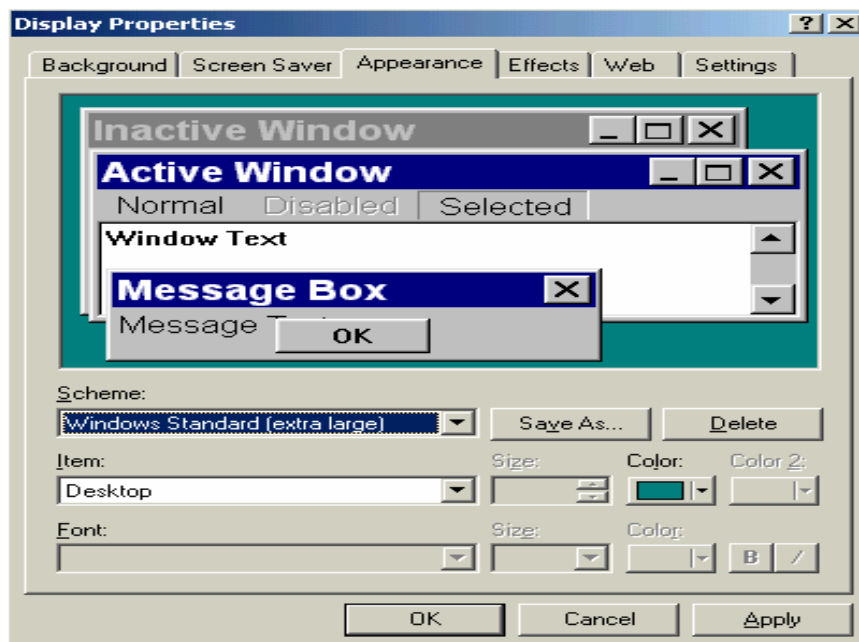 Display Properties
Background Screen Saver Appearance Effects Web Settings
Inactive Window
Active Window
Normal Disabled Selected
Window Text
Message Box
Message
OK
Scheme:
Windows Standard (extra large) Save As... Delete
Item: Size: Color: Color 2:
Desktop
Font: Size: Color:
B /
OK Cancel Apply